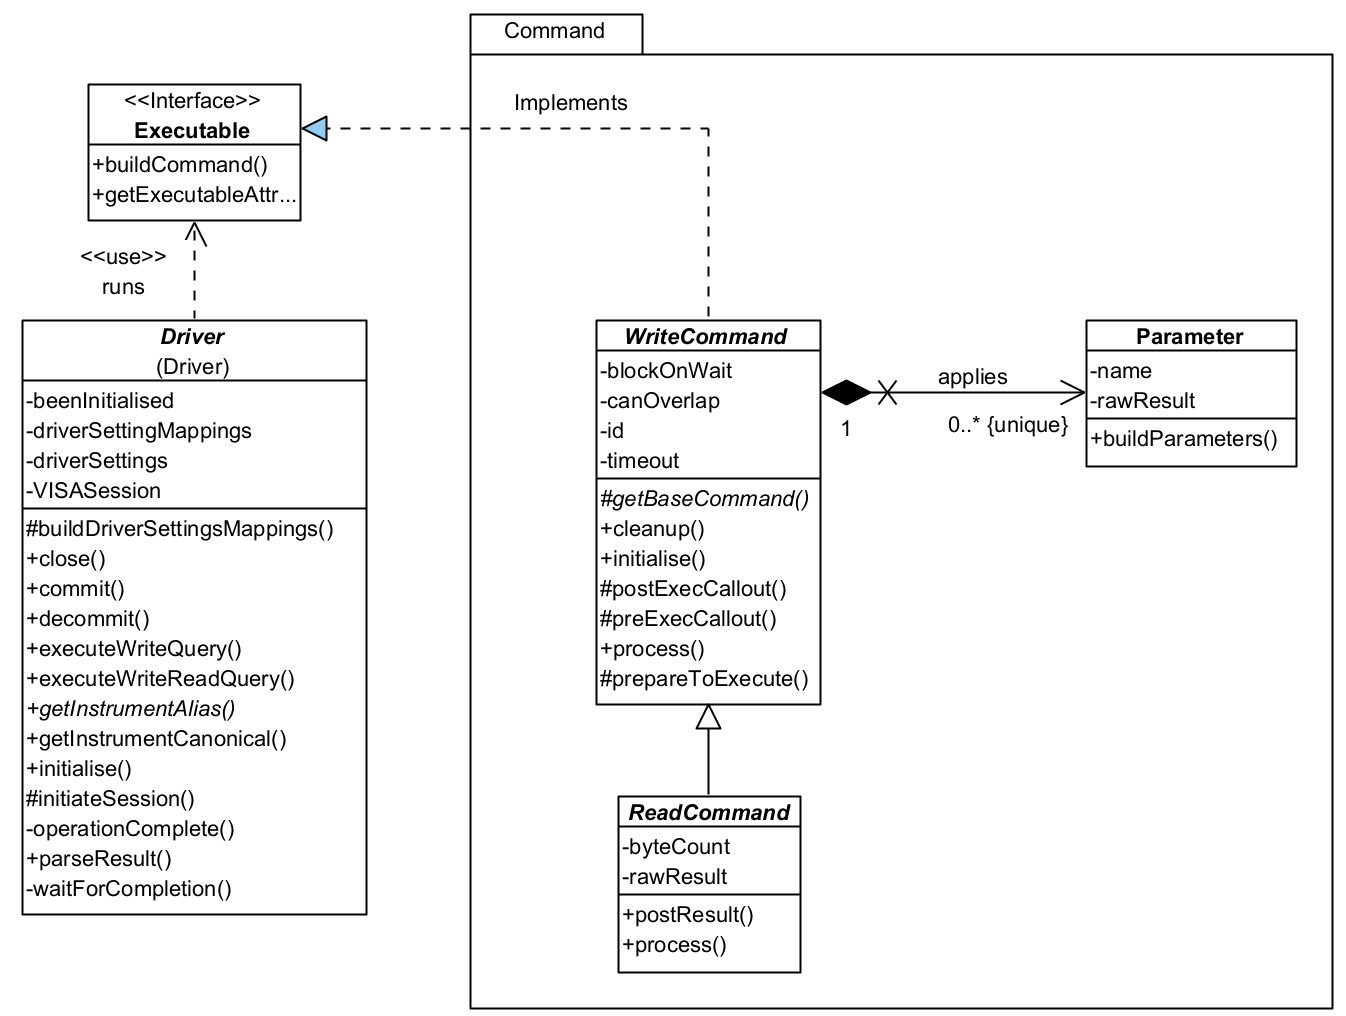 Command
Implements
<<Interface>>
Executable
+buildCommand()
+getExecutableAttr...
<<use>>
runs
Driver
(Driver)
-beenInitialised
-driverSettingMappings
-driverSettings
-VISASession
#buildDriverSettingsMappings()
+close()
+commit()
+decommit()
+executeWriteQuery()
+executeWriteReadQuery()
+getInstrumentAlias()
+getInstrumentCanonical()
+initialise()
#initiateSession()
-operationComplete()
+parseResult()
-waitForCompletion()
WriteCommand
-blockOnWait
-canOverlap
-id
-timeout
#getBaseCommand()
+cleanup()
+initialise()
#postExecCallout()
#preExecCallout()
+process()
#prepareToExecute()
applies
1
0..* {unique}
Parameter
-name
-rawResult
+buildParameters()
ReadCommand
-byteCount
-rawResult
+postResult()
+process()